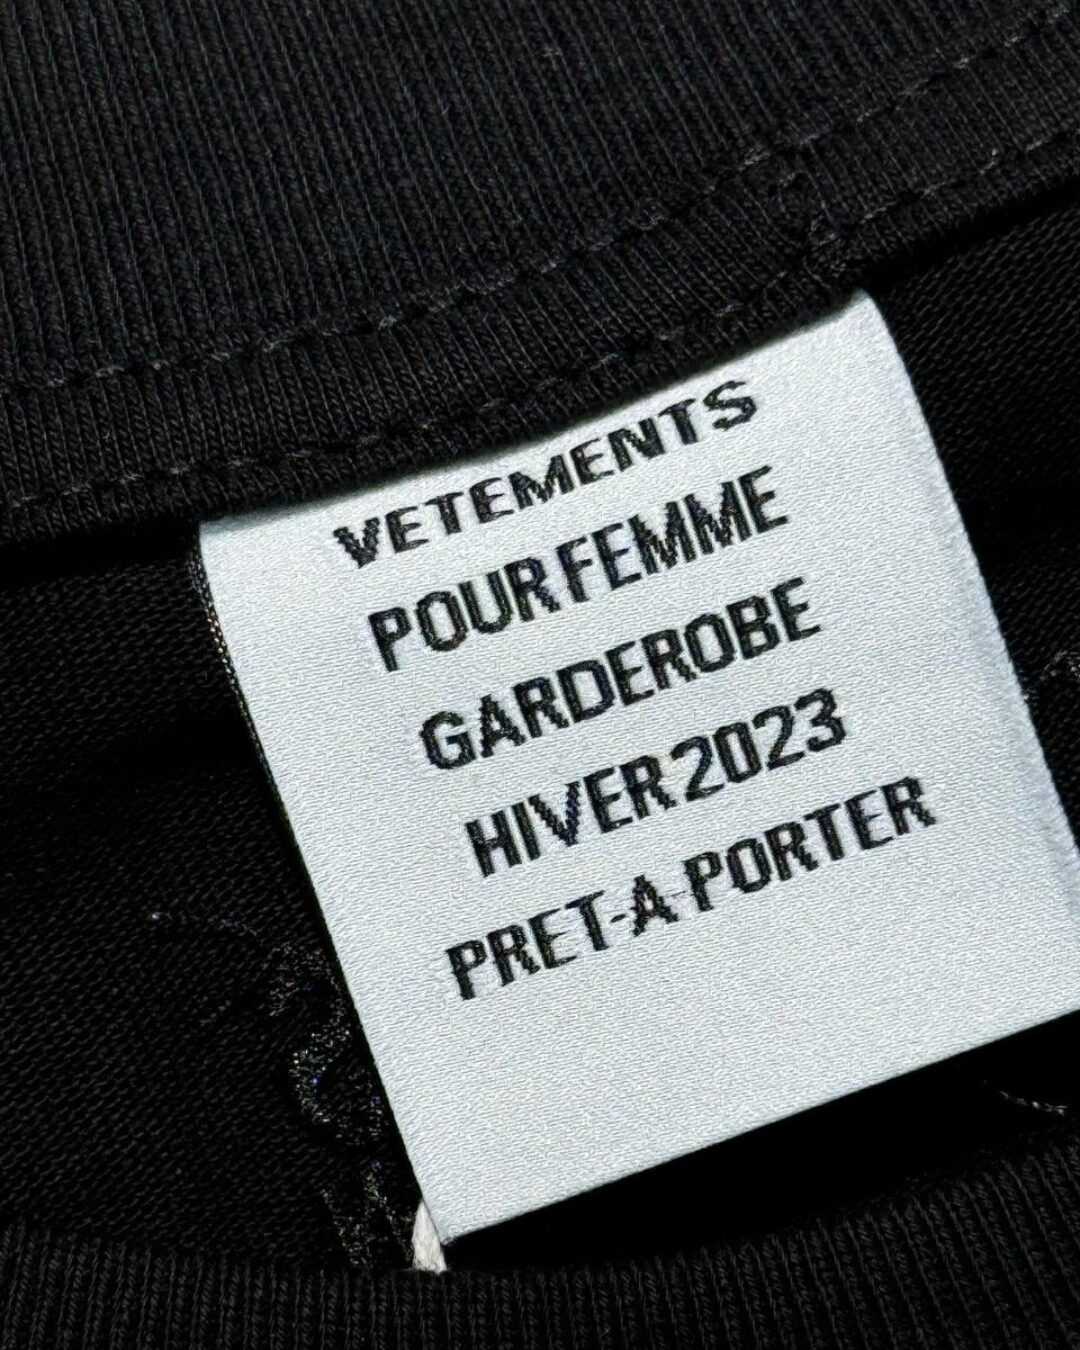 VETEMENTS
POUR FEMME
GARDEROBE
HIVER 2023
PRET-A-PORTER